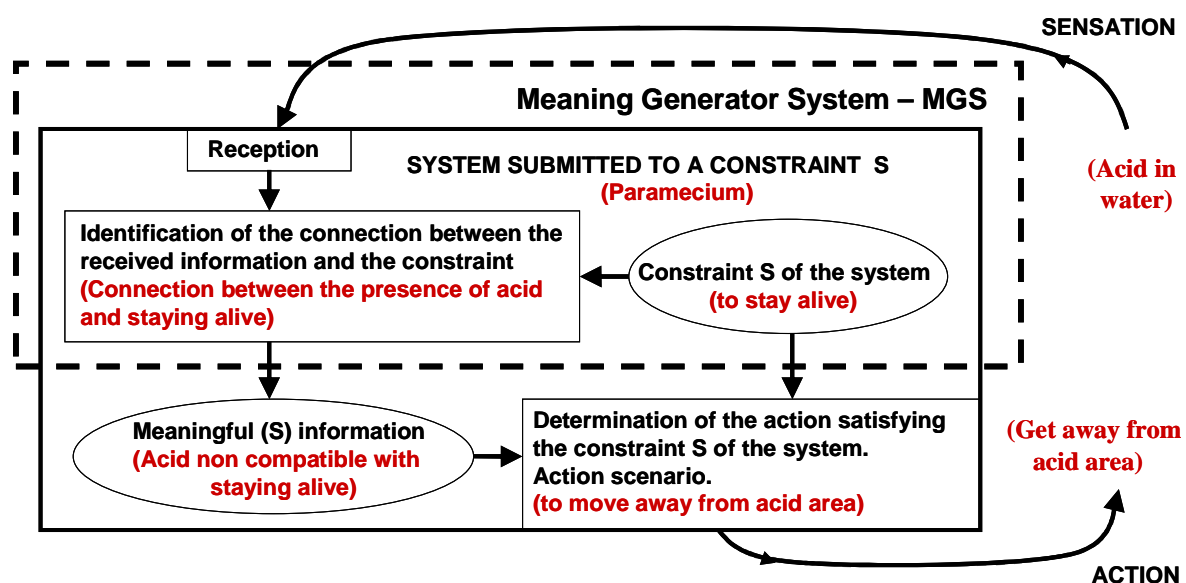 SENSATION
Meaning Generator System – MGS
Reception
SYSTEM SUBMITTED TO A CONSTRAINT S
(Paramecium)
(Acid in
water)
Identification of the connection between the
received information and the constraint
(Connection between the presence of acid
and staying alive)
Constraint S of the system
(to stay alive)
Meaningful (S) information
(Acid non compatible with
staying alive)
Determination of the action satisfying
the constraint S of the system.
Action scenario.
(to move away from acid area)
(Get away from
acid area)
ACTION